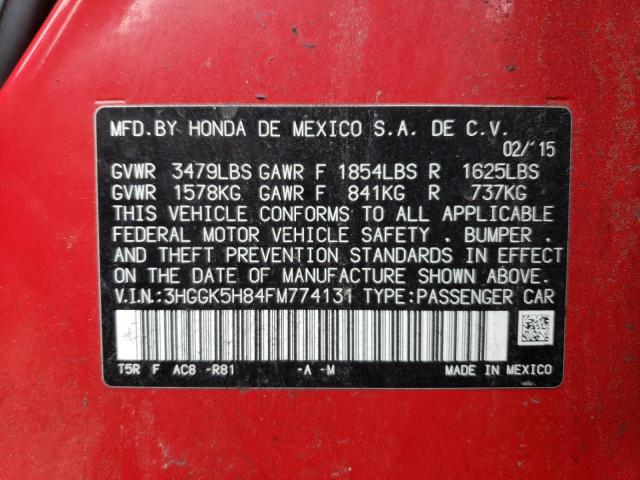 MFD.BY HONDA DE MEXICO S.A. DE C.V.
02/'15
GVWR 3479LBS GAWR F 1854LBS R 1625LBS
GVWR 1578KG GAWR F 841KG R 737KG
THIS VEHICLE CONFORMS TO ALL APPLICABLE
FEDERAL MOTOR VEHICLE SAFETY . BUMPER .
AND THEFT PREVENTION STANDARDS IN EFFECT
ON THE DATE OF MANUFACTURE SHOWN ABOVE.
V.I.N.:3HGGK5H84FM774131 TYPE:PASSENGER CAR
T5R F AC8 -R81 -A -M MADE IN MEXICO